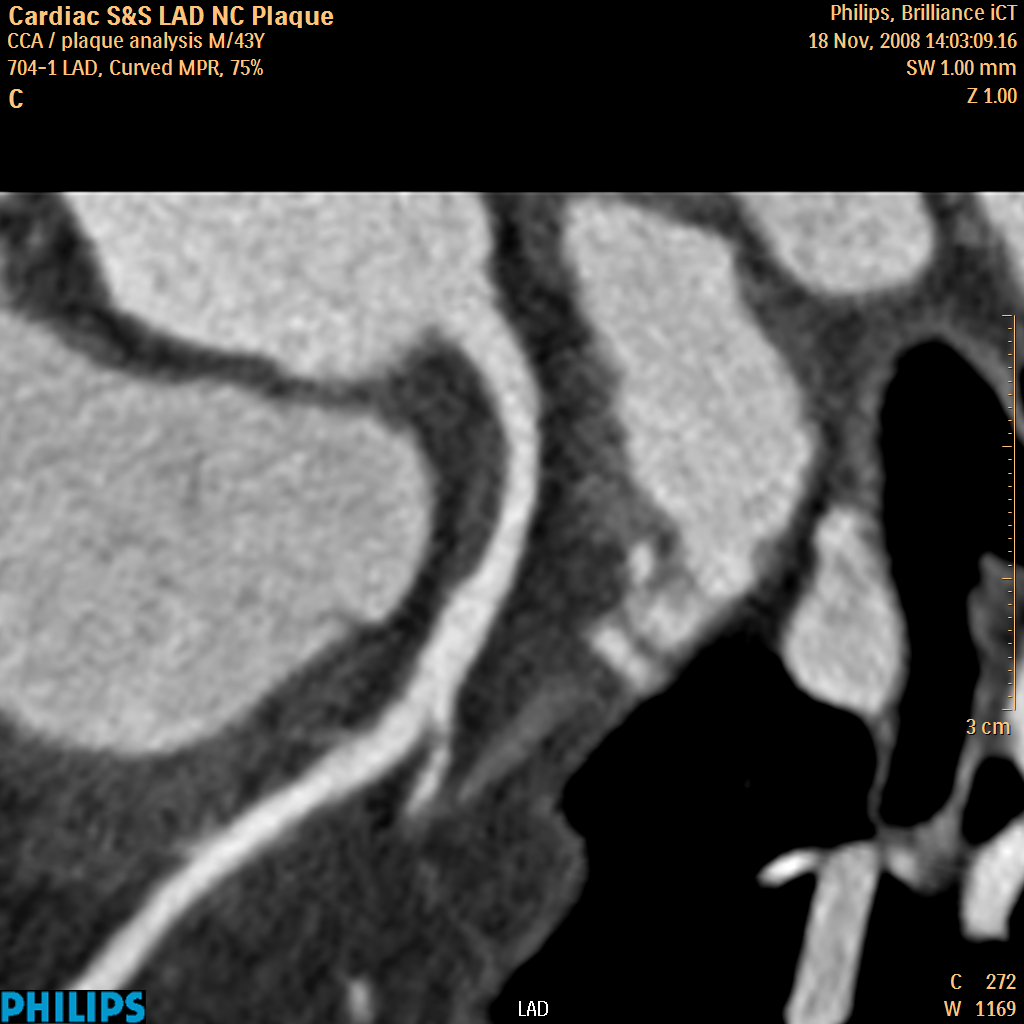 Cardiac S&S LAD NC Plaque
CCA / plaque analysis M/43Y
704-1 LAD, Curved MPR, 75%
C
Philips, Brilliance iCT
18 Nov, 2008 14:03:09.16
SW 1.00 mm
Z 1.00
3 cm
C 272
W 1169
LAD
PHILIPS